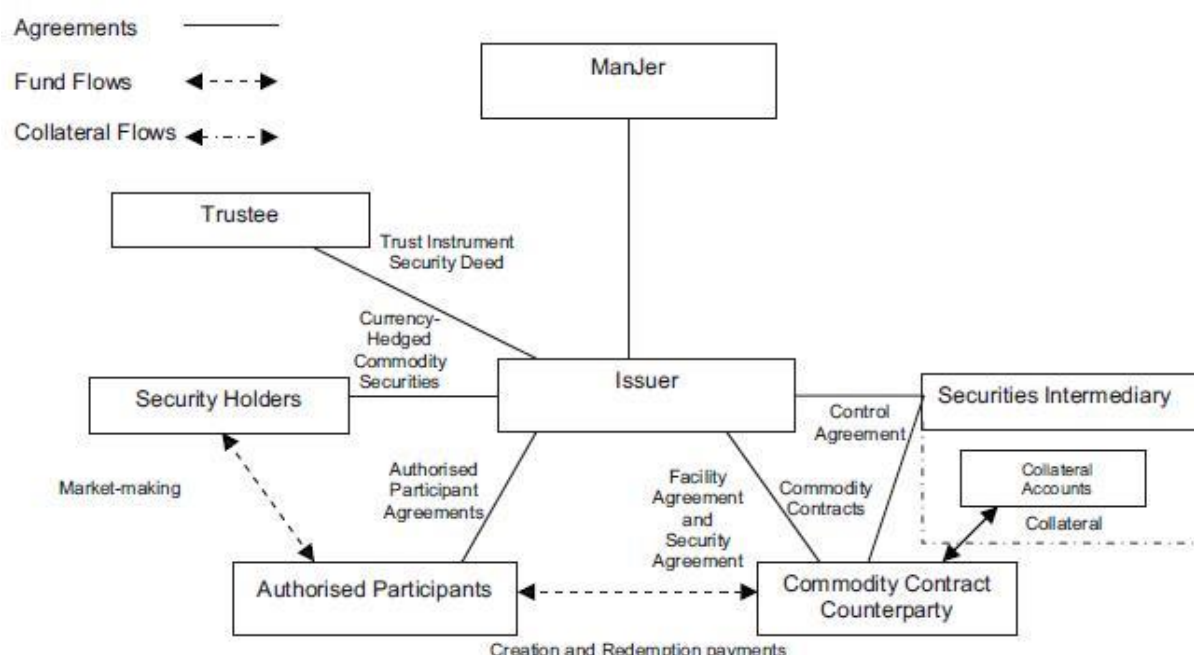 Agreements
Fund Flows
Collateral Flows
ManJer
Trustee
Trust Instrument
Security Deed
Currency-
Hedged
Commodity
Securities
Issuer
Security Holders
Securities Intermediary
Control
Agreement
Collateral
Accounts
Collateral
Market-making
Authorised
Participant
Agreements
Facility
Agreement
and
Security
Agreement
Commodity
Contracts
Authorised Participants
Commodity Contract
Counterparty
Creation and Redemption payments